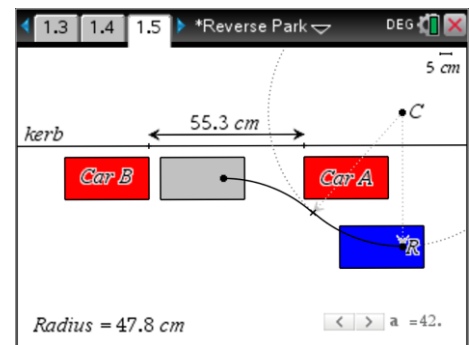 1.3 1.4 1.5 *Reverse Park DEG
5 cm
C
55.3 cm
kerb
Car B Car A
R
Radius = 47.8 cm < > a =42.